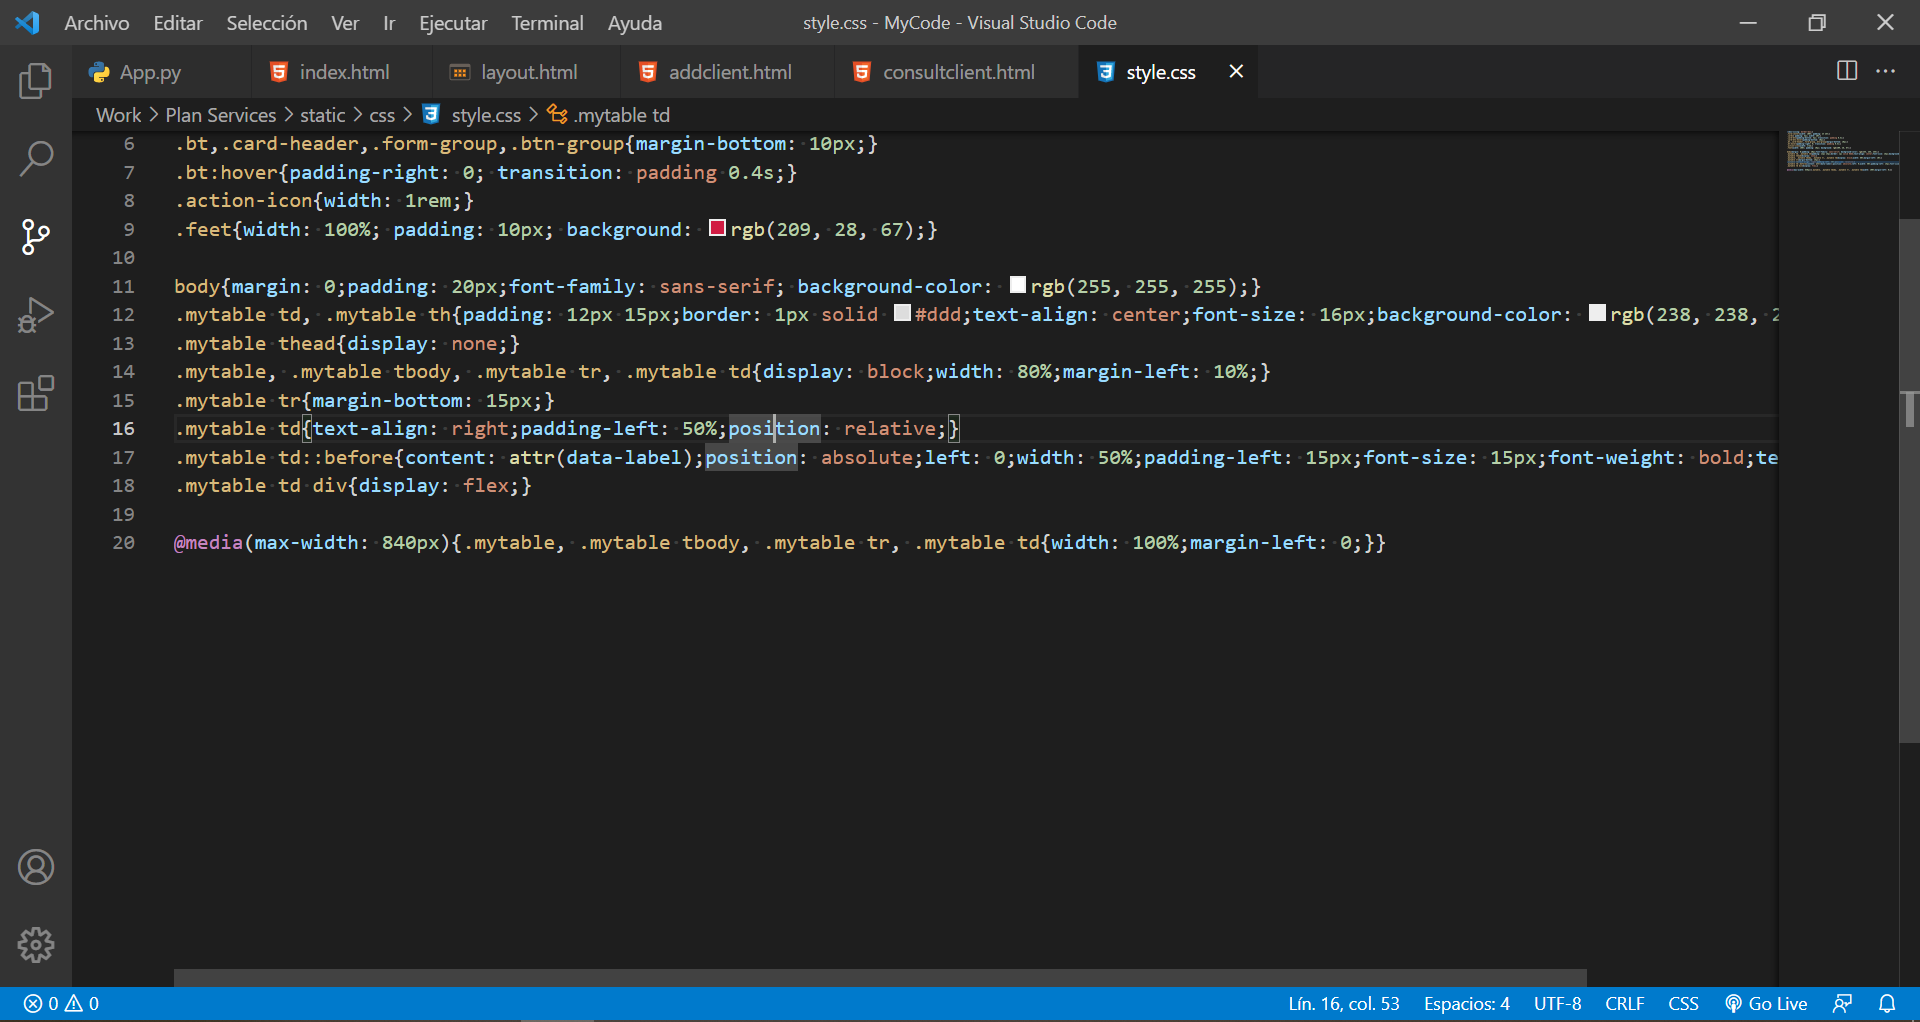 Archivo Editar Selección Ver Ir Ejecutar Terminal Ayuda style.css - MyCode - Visual Studio Code
App.py index.html layout.html addclient.html consultclient.html style.css
Work > Plan Services > static > css > style.css > .mytable td
6 .bt,.card-header,.form-group,.btn-group{margin-bottom: 10px;}
7 .bt:hover{padding-right: 0; transition: padding 0.4s;}
8 .action-icon{width: 1rem;}
9 .feet{width: 100%; padding: 10px; background: rgb(209, 28, 67);}
10
11 body{margin: 0;padding: 20px;font-family: sans-serif; background-color: rgb(255, 255, 255);}
12 .mytable td, .mytable th{padding: 12px 15px;border: 1px solid #ddd;text-align: center;font-size: 16px;background-color: rgb(238, 238, 2
13 .mytable thead{display: none;}
14 .mytable, .mytable tbody, .mytable tr, .mytable td{display: block;width: 80%;margin-left: 10%;}
15 .mytable tr{margin-bottom: 15px;}
16 .mytable td{text-align: right;padding-left: 50%;position: relative;}
17 .mytable td::before{content: attr(data-label);position: absolute;left: 0;width: 50%;padding-left: 15px;font-size: 15px;font-weight: bold;te
18 .mytable td div{display: flex;}
19
20 @media(max-width: 840px){.mytable, .mytable tbody, .mytable tr, .mytable td{width: 100%;margin-left: 0;}}
0 0 Lín. 16, col. 53 Espacios: 4 UTF-8 CRLF CSS Go Live